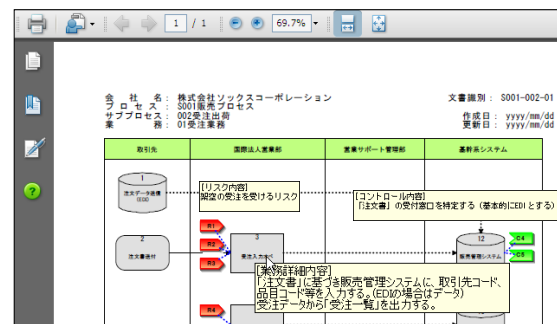 1 / 1
69.7%
会 社 名: 株式会社ソックスコーポレーション
文書識別: S001-002-01
プロセス: S001販売プロセス
サブプロセス: 002受注出荷
作成日: yyyy/mm/dd
業 務: 01受注業務
更新日: yyyy/mm/dd
取引先
国際法人営業部
営業サポート管理部
基幹系システム
1
注文データ送信
(EDI)
[リスク内容]
架空の受注を受けるリスク
[コントロール内容]
「注文書」の受付窓口を特定する(基本的にEDIとする)
R1
2
注文書送付
R2
3
受注入力
12
販売管理システム
C4
R3
C5
[業務詳細内容]
「注文書」に基づき販売管理システムに、取引先コード、
品目コード等を入力する。(EDIの場合はデータ)
受注データから「受注一覧」を出力する。
R4
4
13